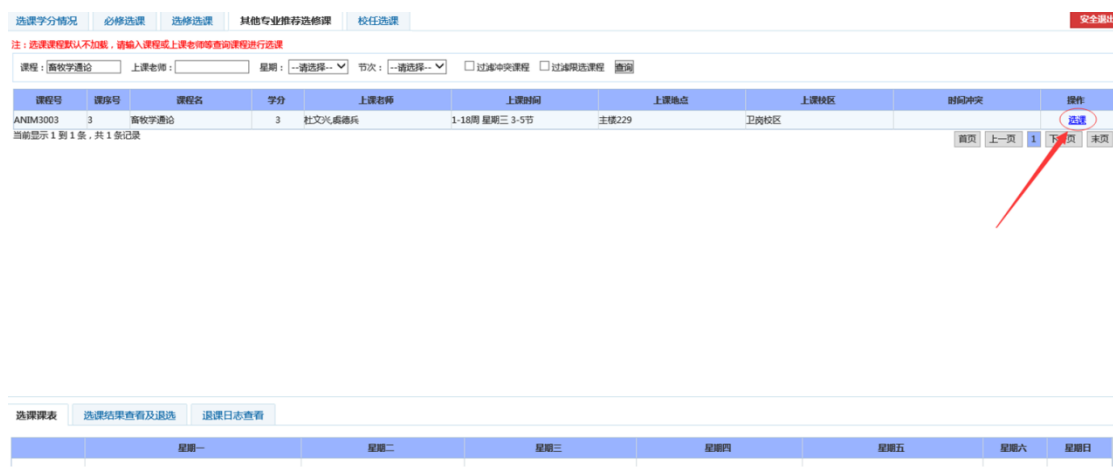 选课学分情况 必修选课 选修选课 其他专业推荐选修课 校任选课 安全退出
注：选课课程默认不加载，请输入课程或上课老师等查询课程进行选课
课程：畜牧学通论 上课老师： 星期：--请选择-- 节次：--请选择-- 过滤冲突课程 过滤限选课程 查询
课程号 课序号 课程名 学分 上课老师 上课时间 上课地点 上课校区 时间冲突 操作
ANIM3003 3 畜牧学通论 3 杜文兴,虞德兵 1-18周 星期三 3-5节 主楼229 卫岗校区 选课
当前显示 1 到 1 条，共 1 条记录 首页 上一页 1 下一页 末页
选课课表 选课结果查看及退选 退课日志查看
星期一 星期二 星期三 星期四 星期五 星期六 星期日